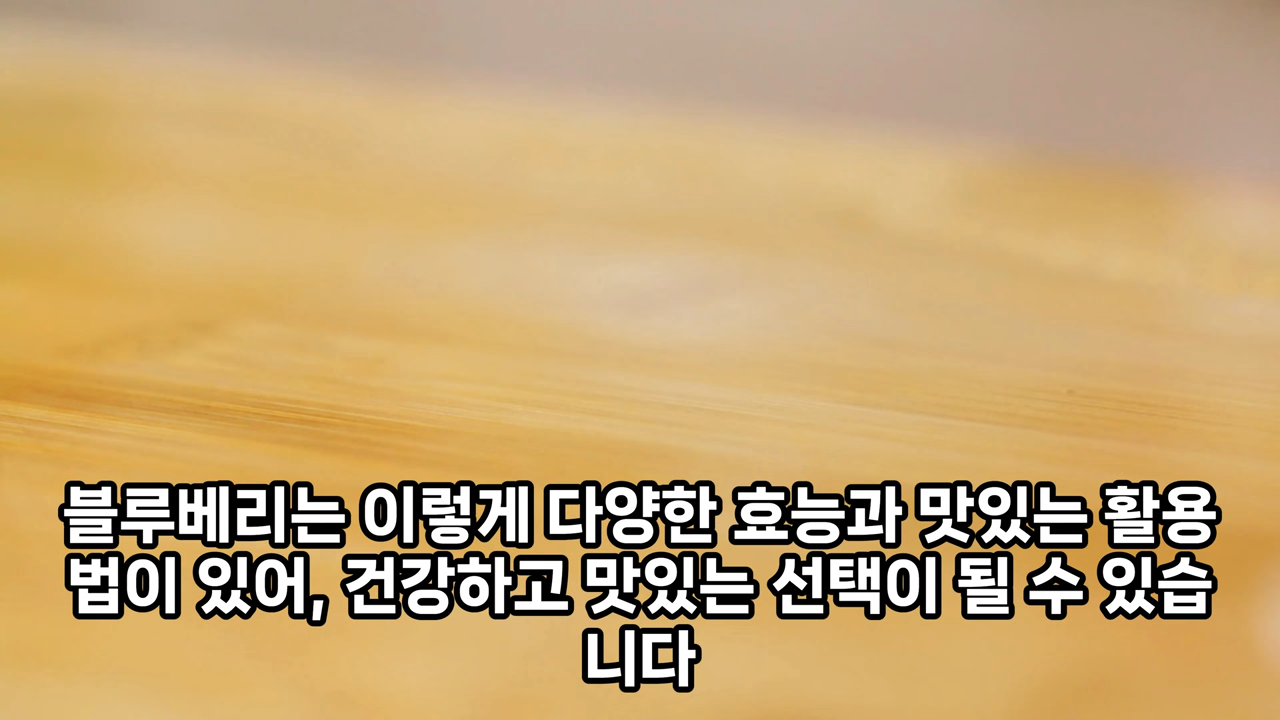 블루베리는 이렇게 다양한 효능과 맛있는 활용
법이 있어, 건강하고 맛있는 선택이 될 수 있습
니다